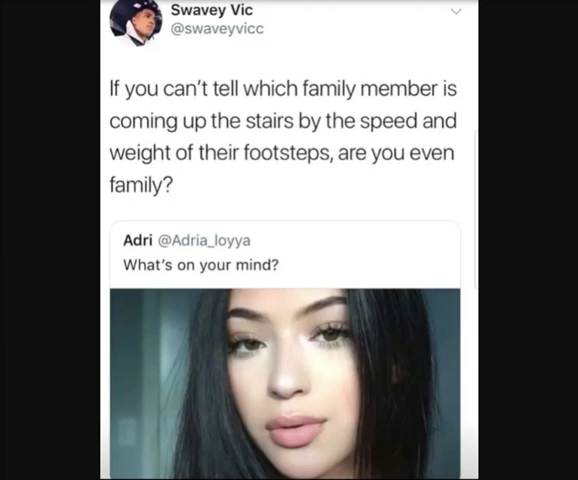 Swavey Vic
@swaveyvicc
If you can't tell which family member is
coming up the stairs by the speed and
weight of their footsteps, are you even
family?
Adri @Adria_loyya
What's on your mind?